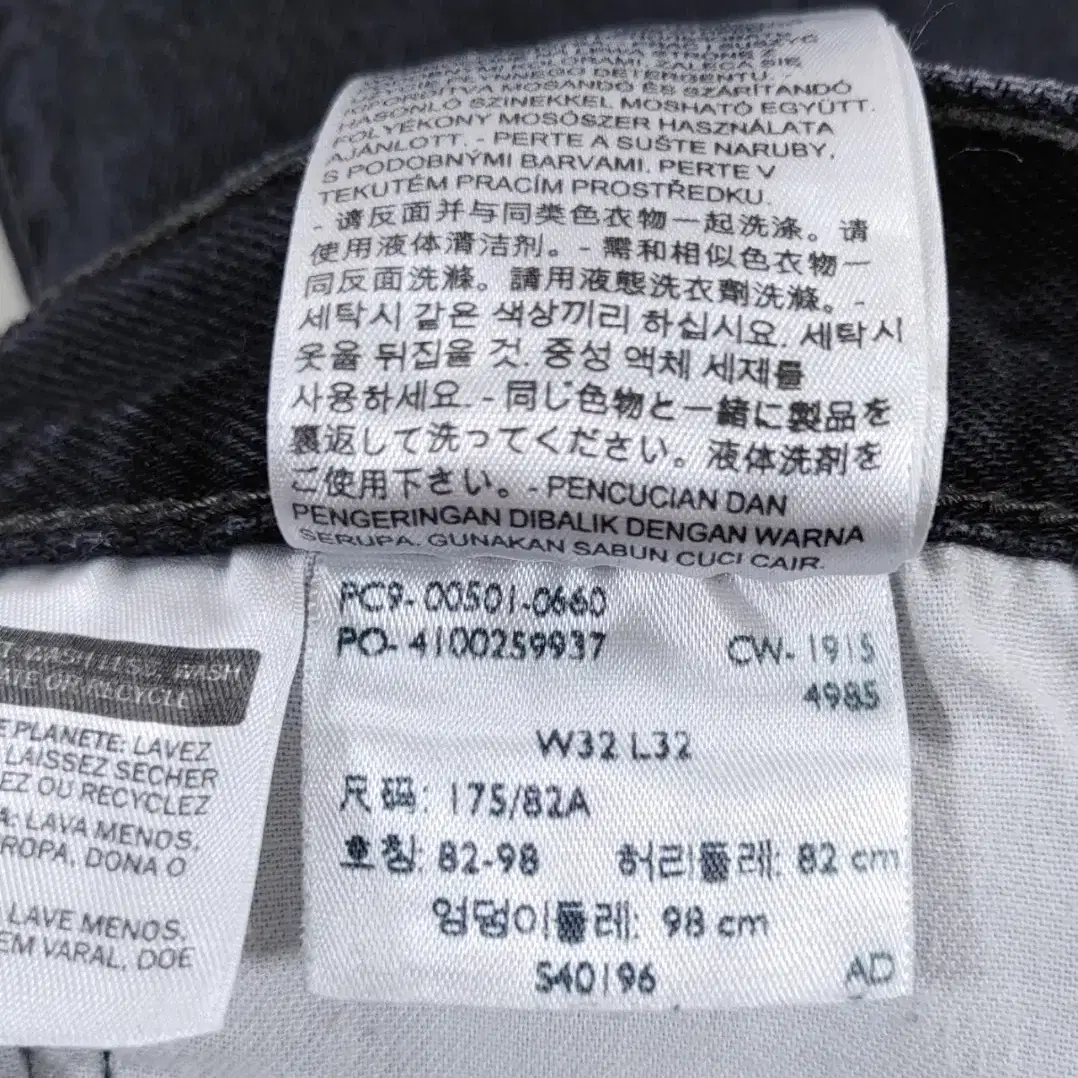 PŁYNNEGO DETERGENTU. -
HASONLÓ SZINEKKEL MOSHATÓ EGYÜTT.
FOLYÉKONY MOSÓSZER HASZNÁLATA
AJÁNLOTT. - PERTE A SUŠTE NARUBY,
S PODOBNÝMI BARVAMI. PERTE V
TEKUTÉM PRACÍM PROSTŘEDKU.
- 请反面并与同类色衣物一起洗涤。请
使用液体清洁剂。- 需和相似色衣物一
同反面洗滌。請用液態洗衣劑洗滌。-
세탁시 같은 색상끼리 하십시요. 세탁시
옷을 뒤집을 것. 중성 액체 세제를
사용하세요. - 同じ色物と一緒に製品を
裏返して洗ってください。液体洗剤を
ご使用下さい。- PENCUCIAN DAN
PENGERINGAN DIBALIK DENGAN WARNA
SERUPA. GUNAKAN SABUN CUCI CAIR.
PC9-00501-0660
PO-4100259937
CW-1915
4985
W32 L32
尺码: 175/82A
호칭: 82-98 허리둘레: 82 cm
엉덩이둘레: 98 cm
S40196 AD
WASH
OR RECYCLE
PLANETE: LAVEZ
LAISSEZ SECHER
EZ OU RECYCLEZ
A: LAVA MENOS,
ROPA, DONA O
LAVE MENOS,
EM VARAL, DOE